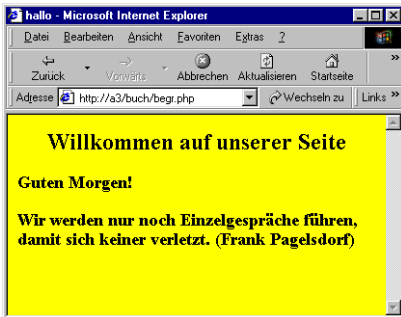 hallo - Microsoft Internet Explorer
Datei Bearbeiten Ansicht Favoriten Extras ?
Zurück Vorwärts Abbrechen Aktualisieren Startseite »
Adresse http://a3/buch/begr.php Wechseln zu Links »
Willkommen auf unserer Seite
Guten Morgen!
Wir werden nur noch Einzelgespräche führen,
damit sich keiner verletzt. (Frank Pagelsdorf)